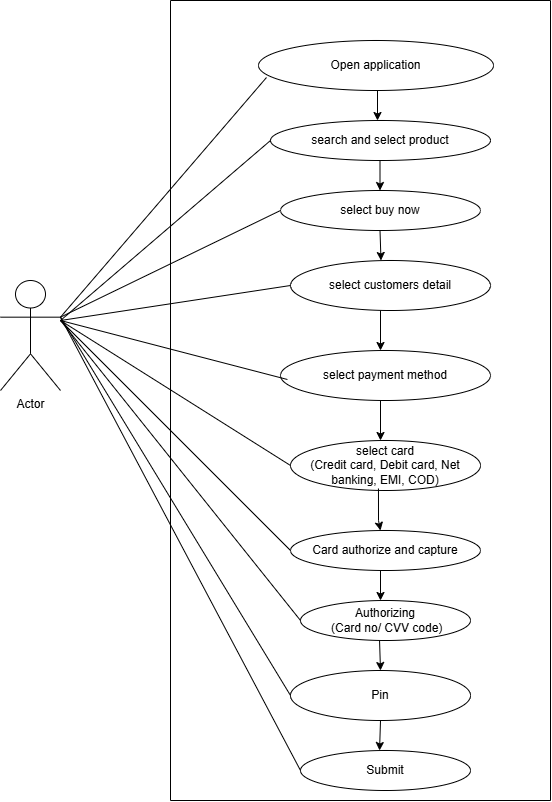 Open application
search and select product
select buy now
select customers detail
Actor
select payment method
select card
(Credit card, Debit card, Net
banking, EMI, COD)
Card authorize and capture
Authorizing
(Card no/ CVV code)
Pin
Submit